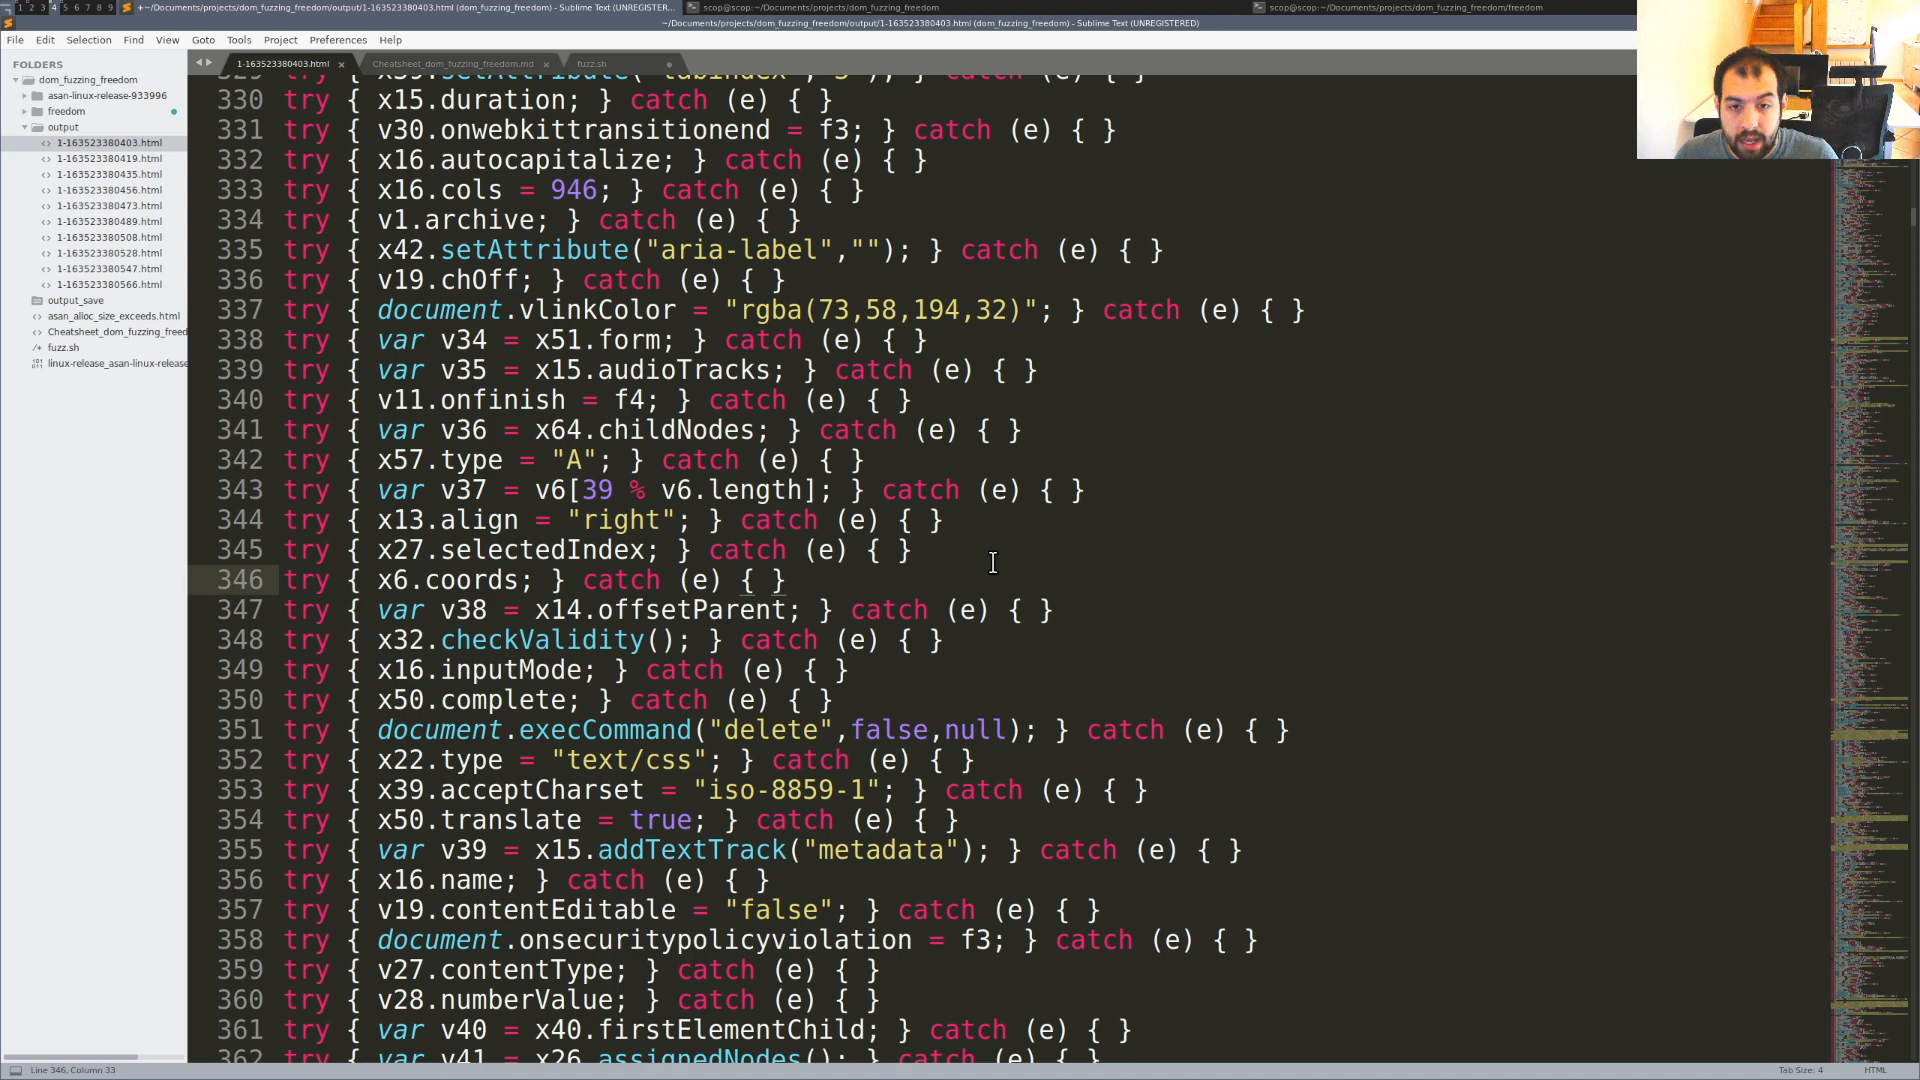 1 2 3 4 5 6 7 8 9
•~/Documents/projects/dom_fuzzing_freedom/output/1-163523380403.html (dom_fuzzing_freedom) - Sublime Text (UNREGISTER...
scop@scop:~/Documents/projects/dom_fuzzing_freedom
scop@scop:~/Documents/projects/dom_fuzzing_freedom/freedom
~/Documents/projects/dom_fuzzing_freedom/output/1-163523380403.html (dom_fuzzing_freedom) - Sublime Text (UNREGISTERED)
File Edit Selection Find View Goto Tools Project Preferences Help
FOLDERS
dom_fuzzing_freedom
asan-linux-release-933996
freedom
output
1-163523380403.html
1-163523380419.html
1-163523380435.html
1-163523380456.html
1-163523380473.html
1-163523380489.html
1-163523380508.html
1-163523380528.html
1-163523380547.html
1-163523380566.html
output_save
asan_alloc_size_exceeds.html
Cheatsheet_dom_fuzzing_freed
fuzz.sh
linux-release_asan-linux-release
1-163523380403.html
Cheatsheet_dom_fuzzing_freedom.md
fuzz.sh
330 try { x15.duration; } catch (e) { }
331 try { v30.onwebkittransitionend = f3; } catch (e) { }
332 try { x16.autocapitalize; } catch (e) { }
333 try { x16.cols = 946; } catch (e) { }
334 try { v1.archive; } catch (e) { }
335 try { x42.setAttribute("aria-label",""); } catch (e) { }
336 try { v19.chOff; } catch (e) { }
337 try { document.vlinkColor = "rgba(73,58,194,32)"; } catch (e) { }
338 try { var v34 = x51.form; } catch (e) { }
339 try { var v35 = x15.audioTracks; } catch (e) { }
340 try { v11.onfinish = f4; } catch (e) { }
341 try { var v36 = x64.childNodes; } catch (e) { }
342 try { x57.type = "A"; } catch (e) { }
343 try { var v37 = v6[39 % v6.length]; } catch (e) { }
344 try { x13.align = "right"; } catch (e) { }
345 try { x27.selectedIndex; } catch (e) { }
346 try { x6.coords; } catch (e) { }
347 try { var v38 = x14.offsetParent; } catch (e) { }
348 try { x32.checkValidity(); } catch (e) { }
349 try { x16.inputMode; } catch (e) { }
350 try { x50.complete; } catch (e) { }
351 try { document.execCommand("delete",false,null); } catch (e) { }
352 try { x22.type = "text/css"; } catch (e) { }
353 try { x39.acceptCharset = "iso-8859-1"; } catch (e) { }
354 try { x50.translate = true; } catch (e) { }
355 try { var v39 = x15.addTextTrack("metadata"); } catch (e) { }
356 try { x16.name; } catch (e) { }
357 try { v19.contentEditable = "false"; } catch (e) { }
358 try { document.onsecuritypolicyviolation = f3; } catch (e) { }
359 try { v27.contentType; } catch (e) { }
360 try { v28.numberValue; } catch (e) { }
361 try { var v40 = x40.firstElementChild; } catch (e) { }
362 try { var v41 = x26.assignedNodes(); } catch (e) { }
Line 346, Column 33
Tab Size: 4
HTML